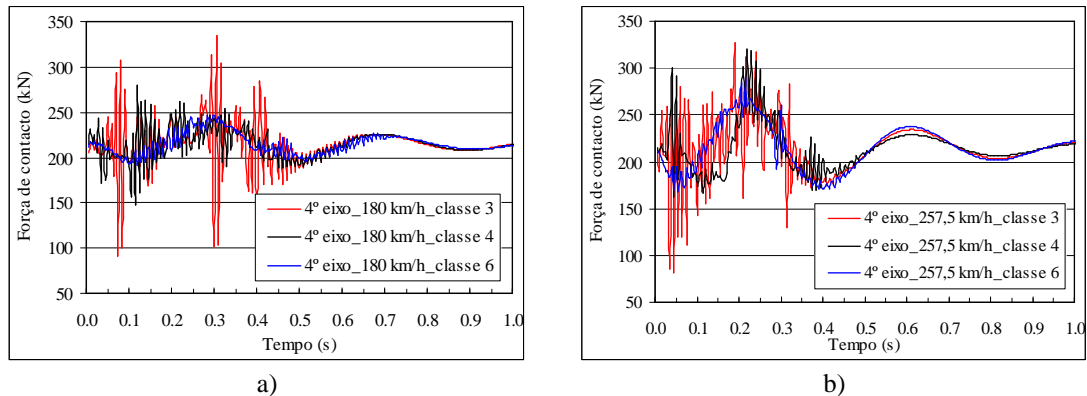 350
300
250
200
150
100
50
Força de contacto (kN)
4º eixo_180 km/h_classe 3
4º eixo_180 km/h_classe 4
4º eixo_180 km/h_classe 6
0.0 0.1 0.2 0.3 0.4 0.5 0.6 0.7 0.8 0.9 1.0
Tempo (s)
a)
350
300
250
200
150
100
50
Força de contacto (kN)
4º eixo_257,5 km/h_classe 3
4º eixo_257,5 km/h_classe 4
4º eixo_257,5 km/h_classe 6
0.0 0.1 0.2 0.3 0.4 0.5 0.6 0.7 0.8 0.9 1.0
Tempo (s)
b)